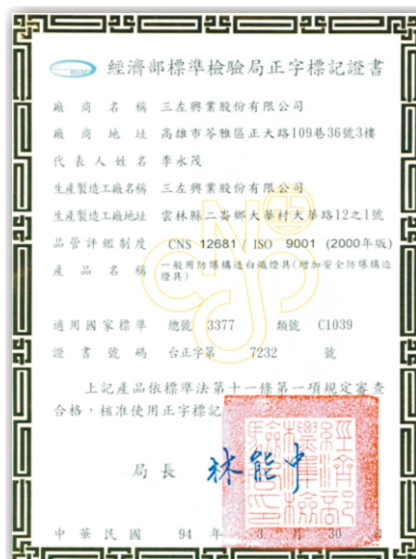 BSMI 經濟部標準檢驗局正字標記證書
廠商名稱 三左興業股份有限公司
廠商地址 高雄市苓雅區正大路109巷36號3樓
代表人姓名 李永茂
生產製造工廠名稱 三左興業股份有限公司
生產製造工廠地址 雲林縣二崙鄉大華村大華路12之1號
品管評鑑制度 CNS 12681 / ISO 9001 (2000年版)
產品名稱 一般用防爆構造白熾燈具(增加安全防爆構造
燈具)
適用國家標準 總號 3377 類號 C1039
證書號碼 台正字第 7232 號
上記產品依標準法第十一條第一項規定審查
合格,核准使用正字標記
局長 林能中
中華民國 94 年 3 月 30 日